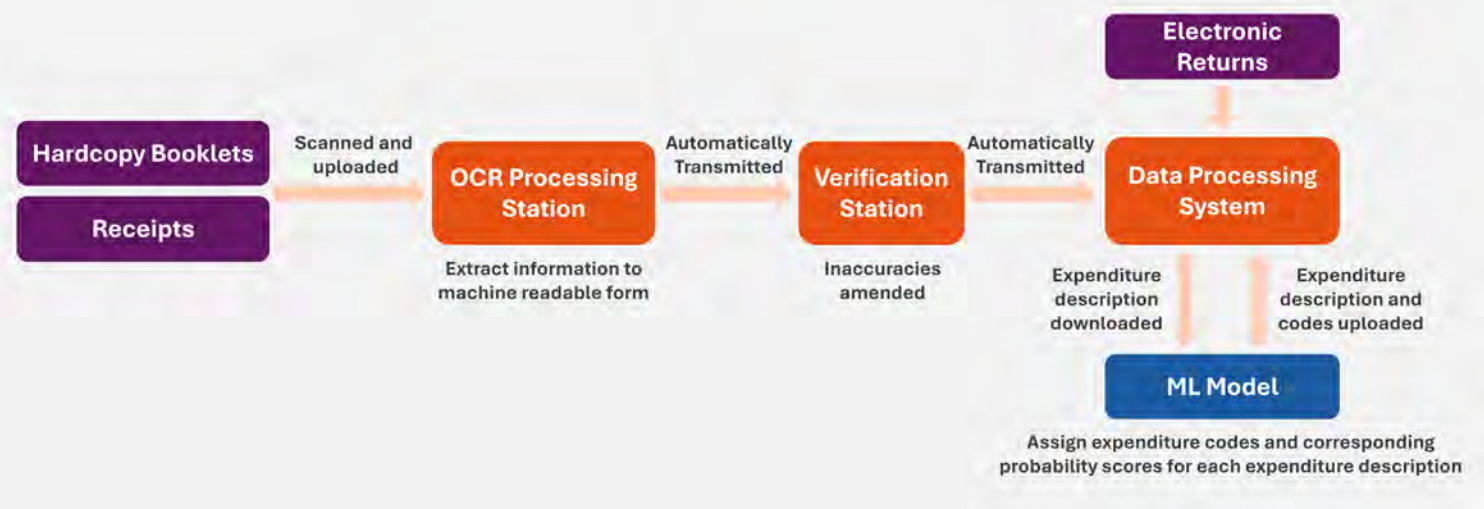 Electronic
Returns
Hardcopy Booklets
Receipts
Scanned and
uploaded
OCR Processing
Station
Extract information to
machine readable form
Automatically
Transmitted
Verification
Station
Inaccuracies
amended
Automatically
Transmitted
Data Processing
System
Expenditure
description
downloaded
Expenditure
description and
codes uploaded
ML Model
Assign expenditure codes and corresponding
probability scores for each expenditure description